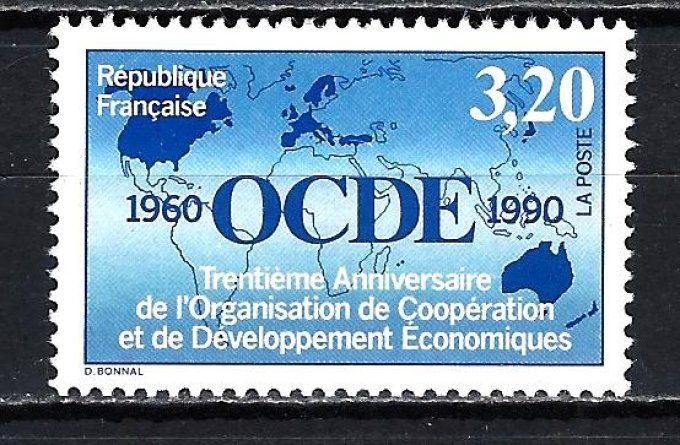 République
Française
3,20
LA POSTE
1960 OCDE 1990
Trentième Anniversaire
de l'Organisation de Coopération
et de Développement Économiques
D. BONNAL